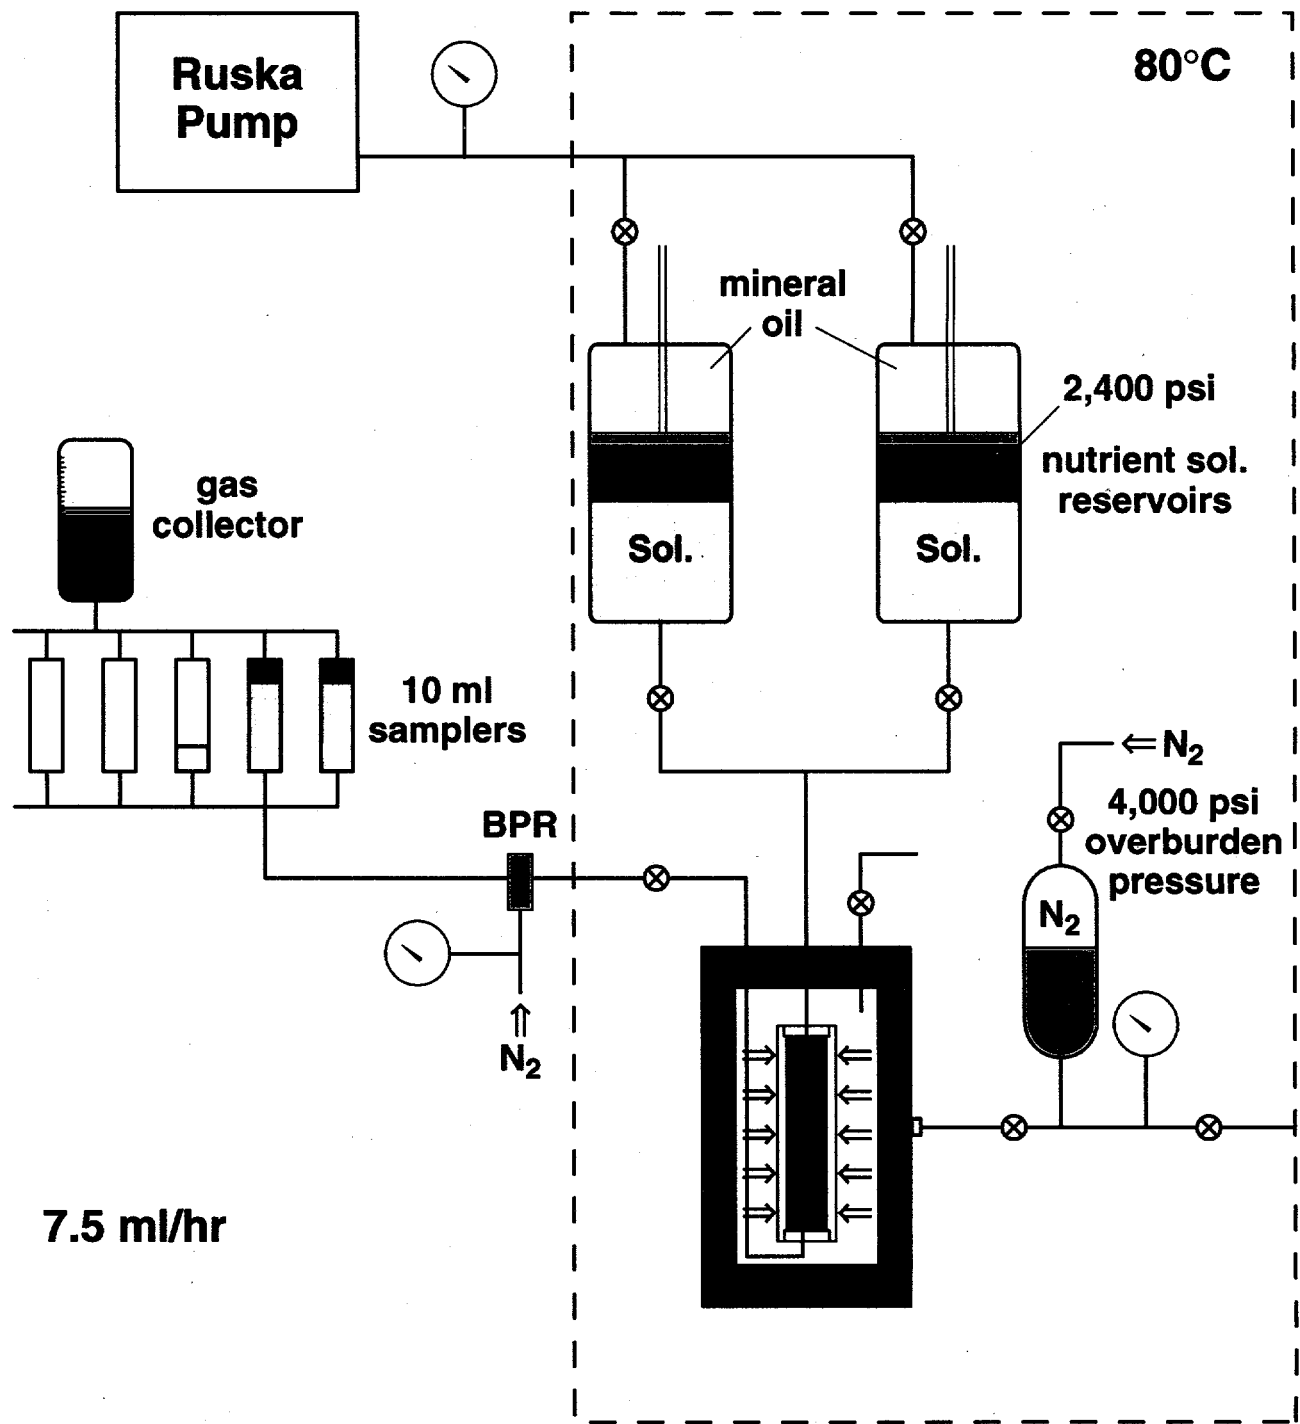 Ruska
Pump
80°C
mineral
oil
2,400 psi
nutrient sol.
reservoirs
gas
collector
Sol.
Sol.
10 ml
samplers
⇐ N₂
4,000 psi
overburden
pressure
BPR
N₂
N₂
7.5 ml/hr